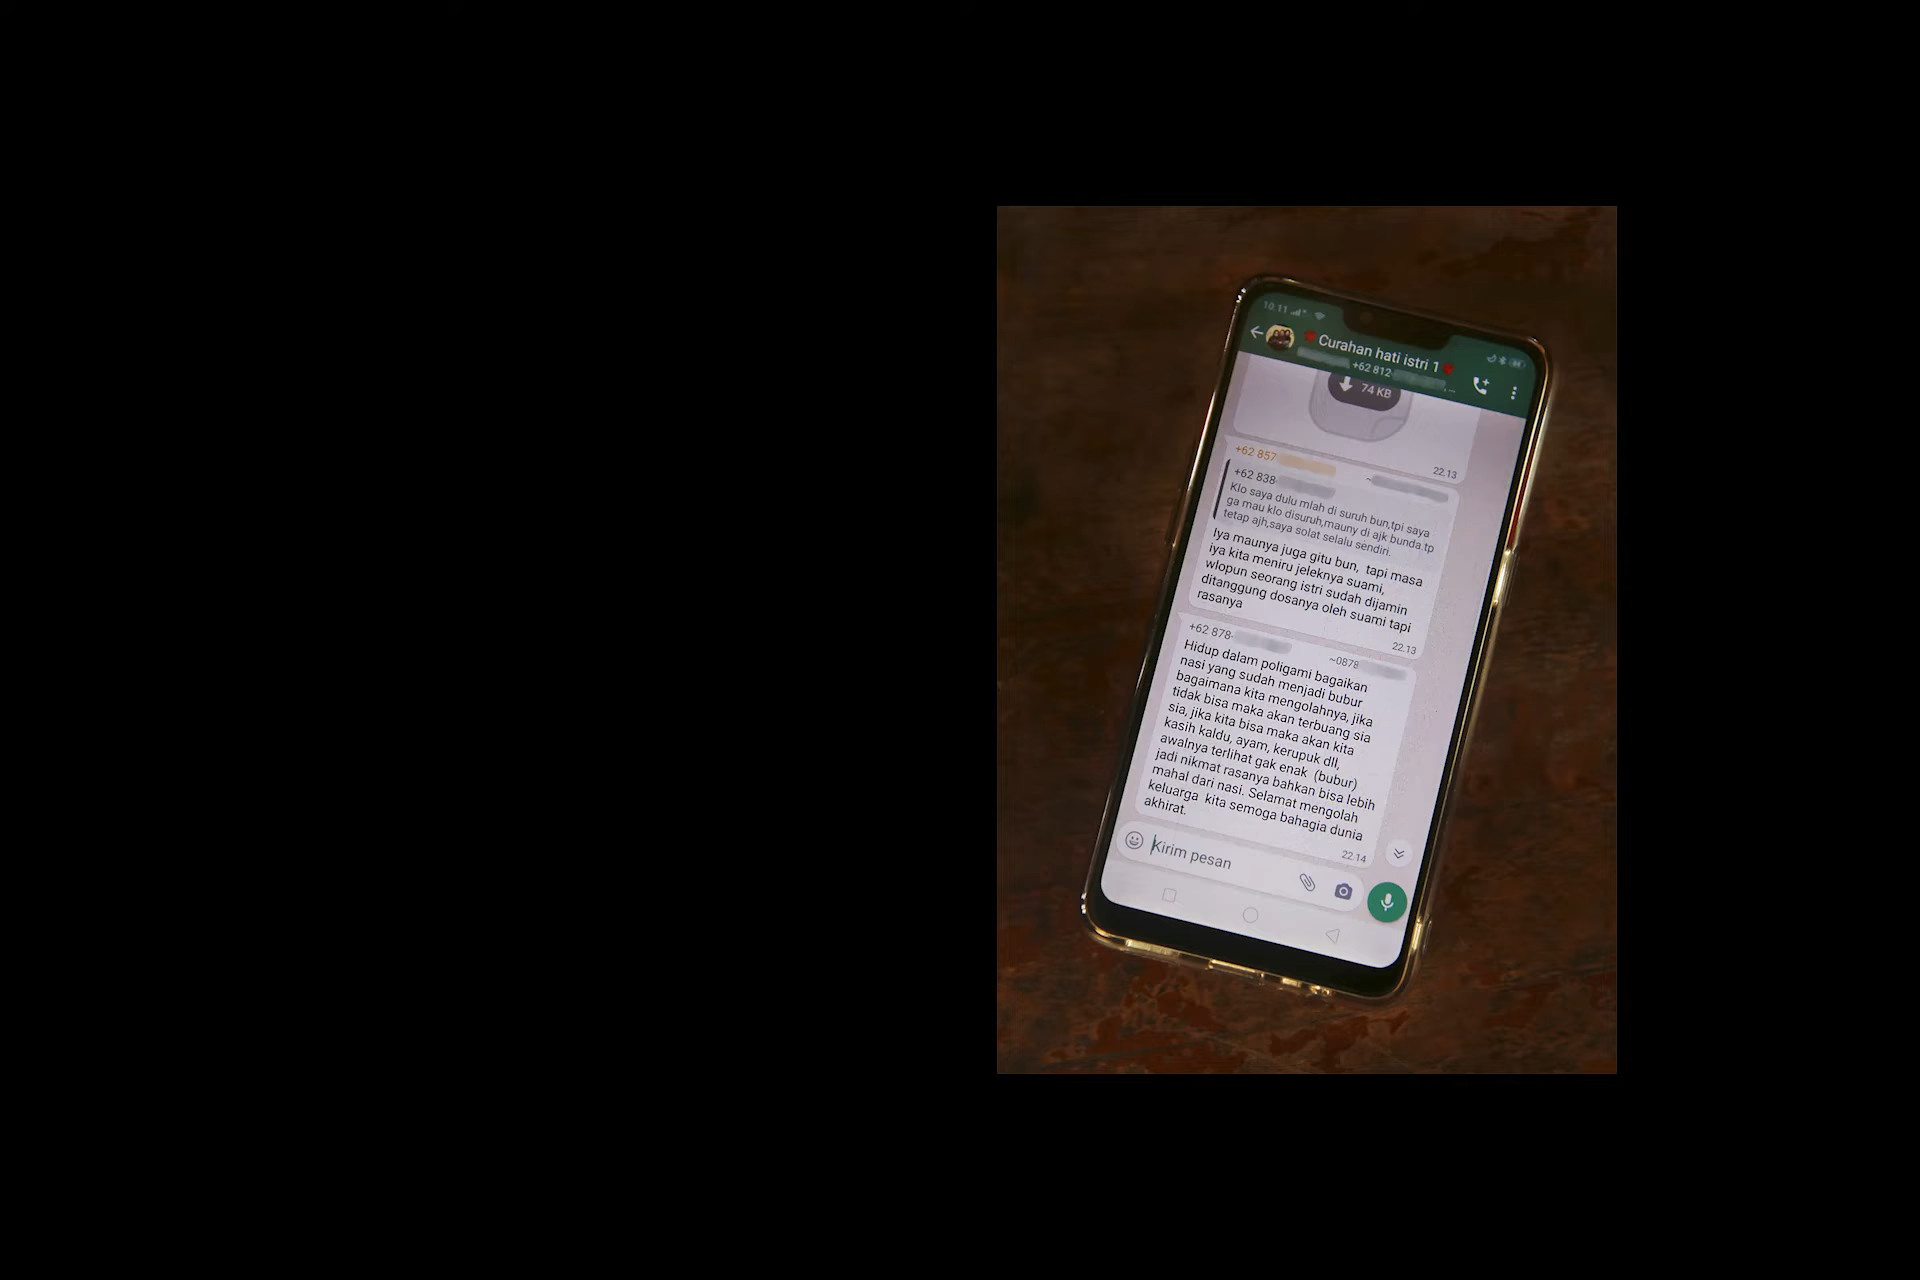 10.11
Curahan hati istri 1
+62 812
74 KB
22.13
+62 857
+62 838
Klo saya dulu mlah di suruh bun,tpi saya
ga mau klo disuruh,mauny di ajk bunda.tp
tetap ajh,saya solat selalu sendiri.
Iya maunya juga gitu bun, tapi masa
iya kita meniru jeleknya suami,
wlopun seorang istri sudah dijamin
ditanggung dosanya oleh suami tapi
rasanya
22.13
+62 878-
~0878
Hidup dalam poligami bagaikan
nasi yang sudah menjadi bubur
bagaimana kita mengolahnya, jika
tidak bisa maka akan terbuang sia
sia, jika kita bisa maka akan kita
kasih kaldu, ayam, kerupuk dll,
awalnya terlihat gak enak (bubur)
jadi nikmat rasanya bahkan bisa lebih
mahal dari nasi. Selamat mengolah
keluarga kita semoga bahagia dunia
akhirat.
22.14
Kirim pesan